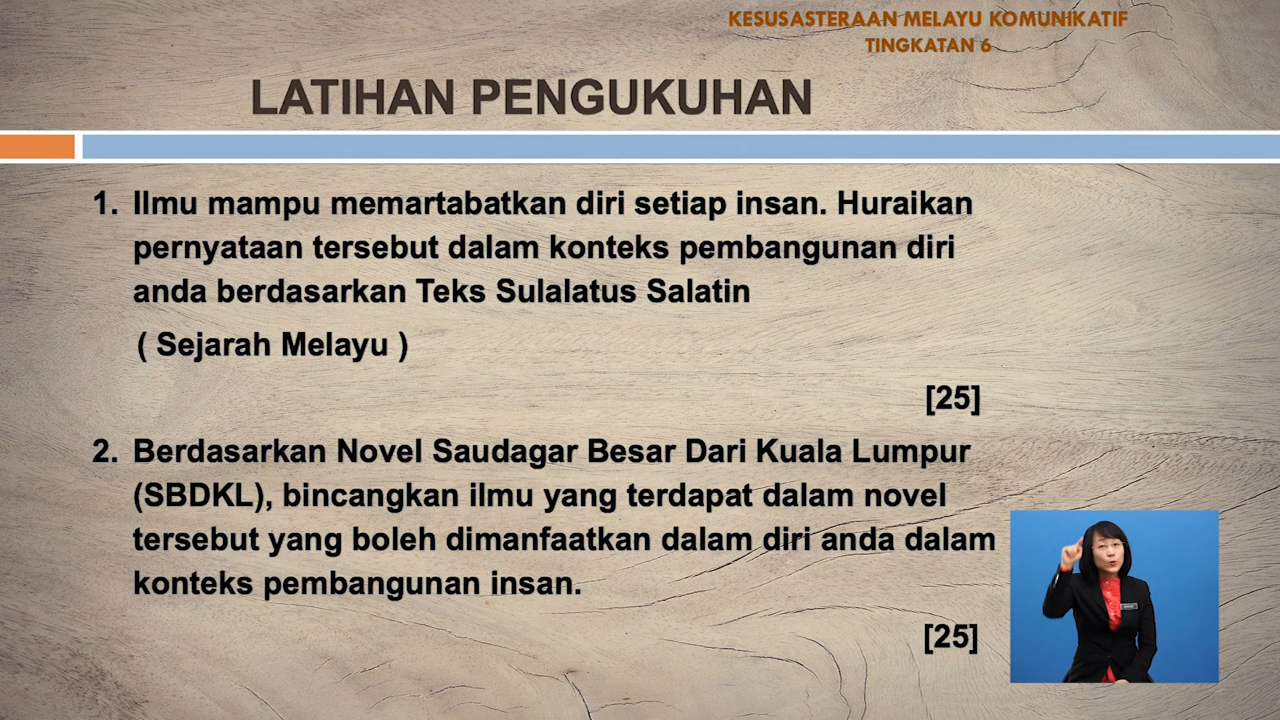 KESUSASTERAAN MELAYU KOMUNIKATIF
TINGKATAN 6
LATIHAN PENGUKUHAN
1. Ilmu mampu memartabatkan diri setiap insan. Huraikan
pernyataan tersebut dalam konteks pembangunan diri
anda berdasarkan Teks Sulalatus Salatin
( Sejarah Melayu )
[25]
2. Berdasarkan Novel Saudagar Besar Dari Kuala Lumpur
(SBDKL), bincangkan ilmu yang terdapat dalam novel
tersebut yang boleh dimanfaatkan dalam diri anda dalam
konteks pembangunan insan.
[25]